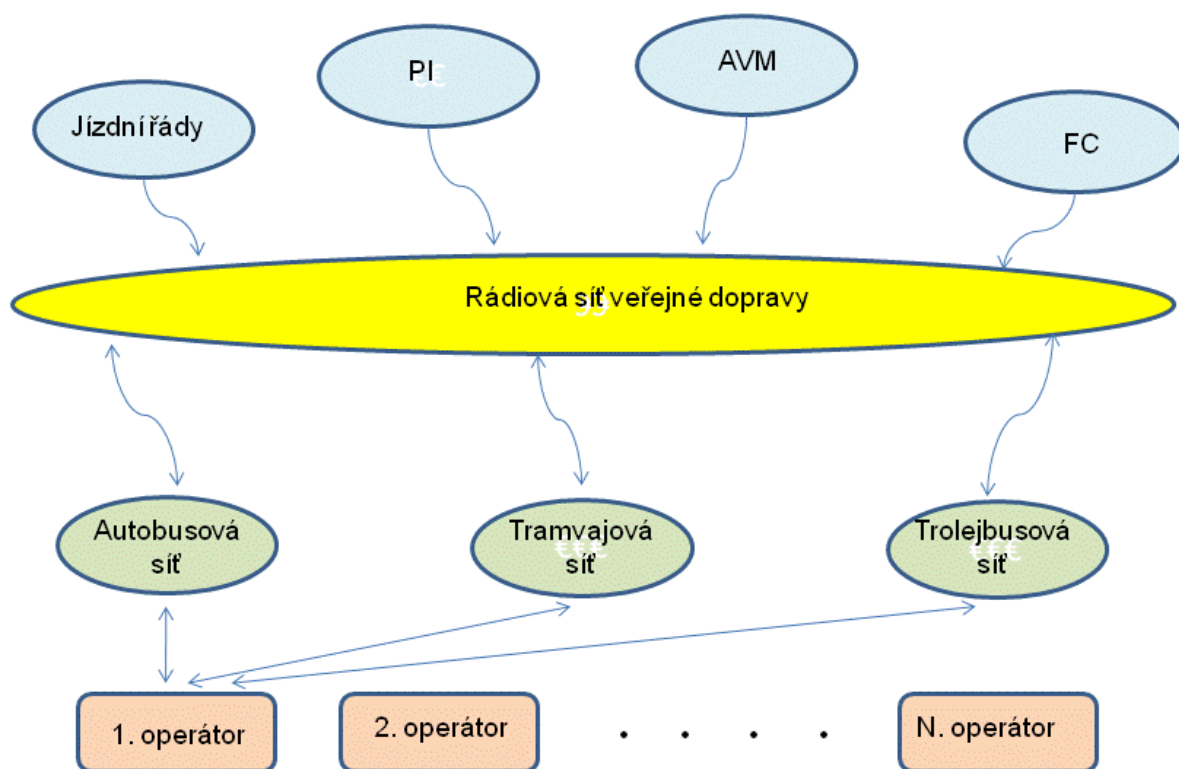 PI
AVM
Jízdní řády
FC
Rádiová síť veřejné dopravy
Autobusová
síť
Tramvajová
síť
Trolejbusová
síť
€€€
€€€
1. operátor
2. operátor
. . . .
N. operátor